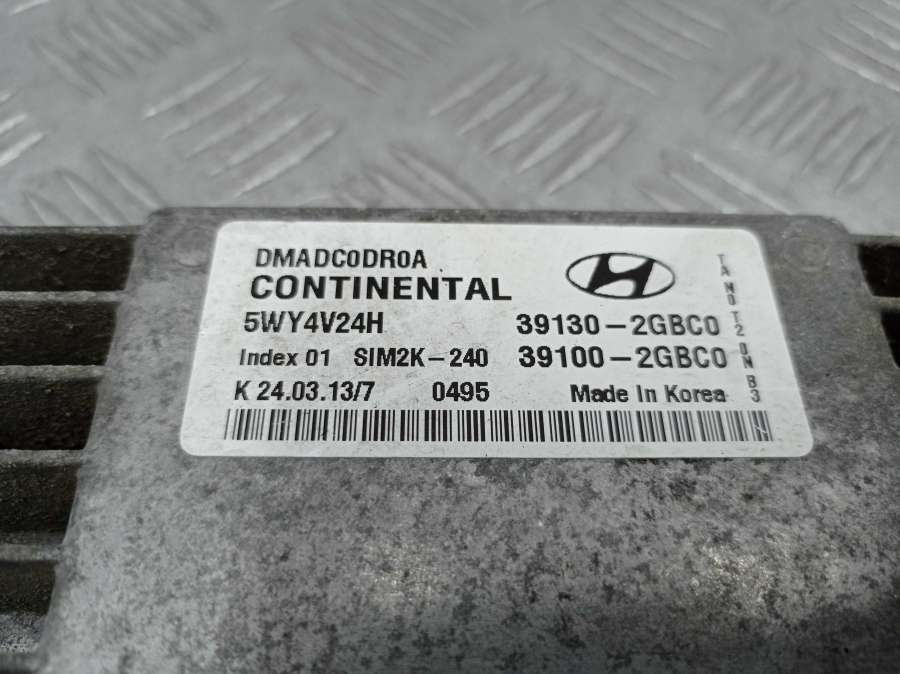 DMADC0DR0A
CONTINENTAL
5WY4V24H 39130-2GBC0
Index 01 SIM2K-240 39100-2GBC0
K 24.03.13/7 0495 Made In Korea